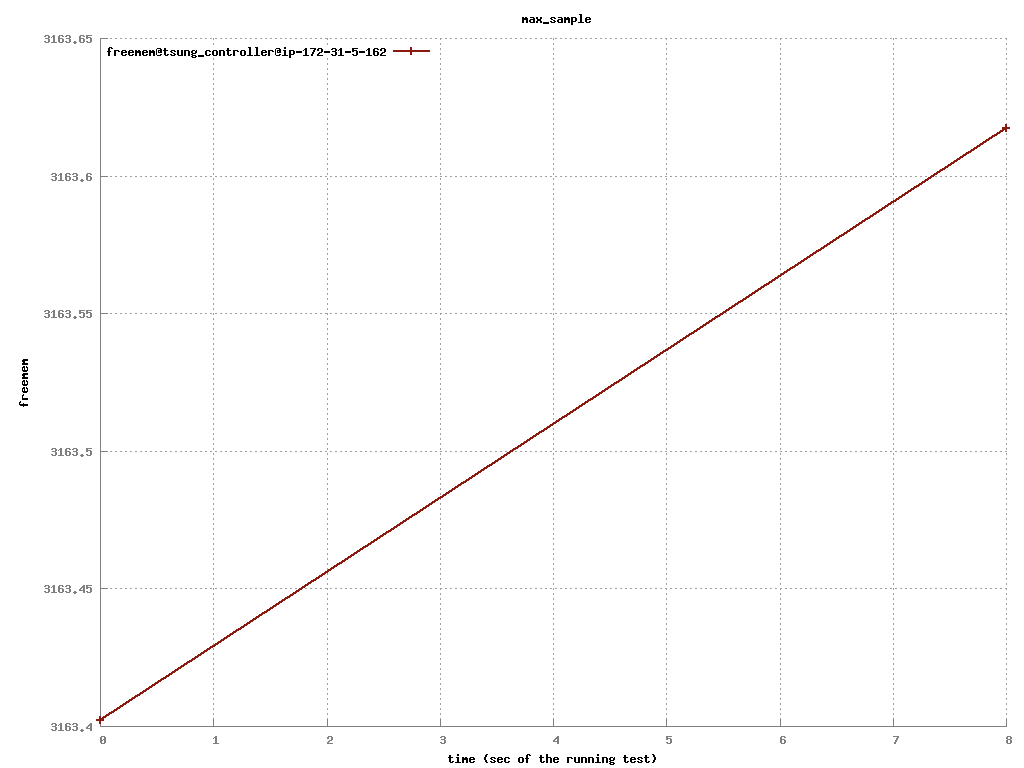 max_sample
3163.65
freemem@tsung_controller@ip-172-31-5-162
3163.6
3163.55
freemem
3163.5
3163.45
3163.4
0 1 2 3 4 5 6 7 8
time (sec of the running test)